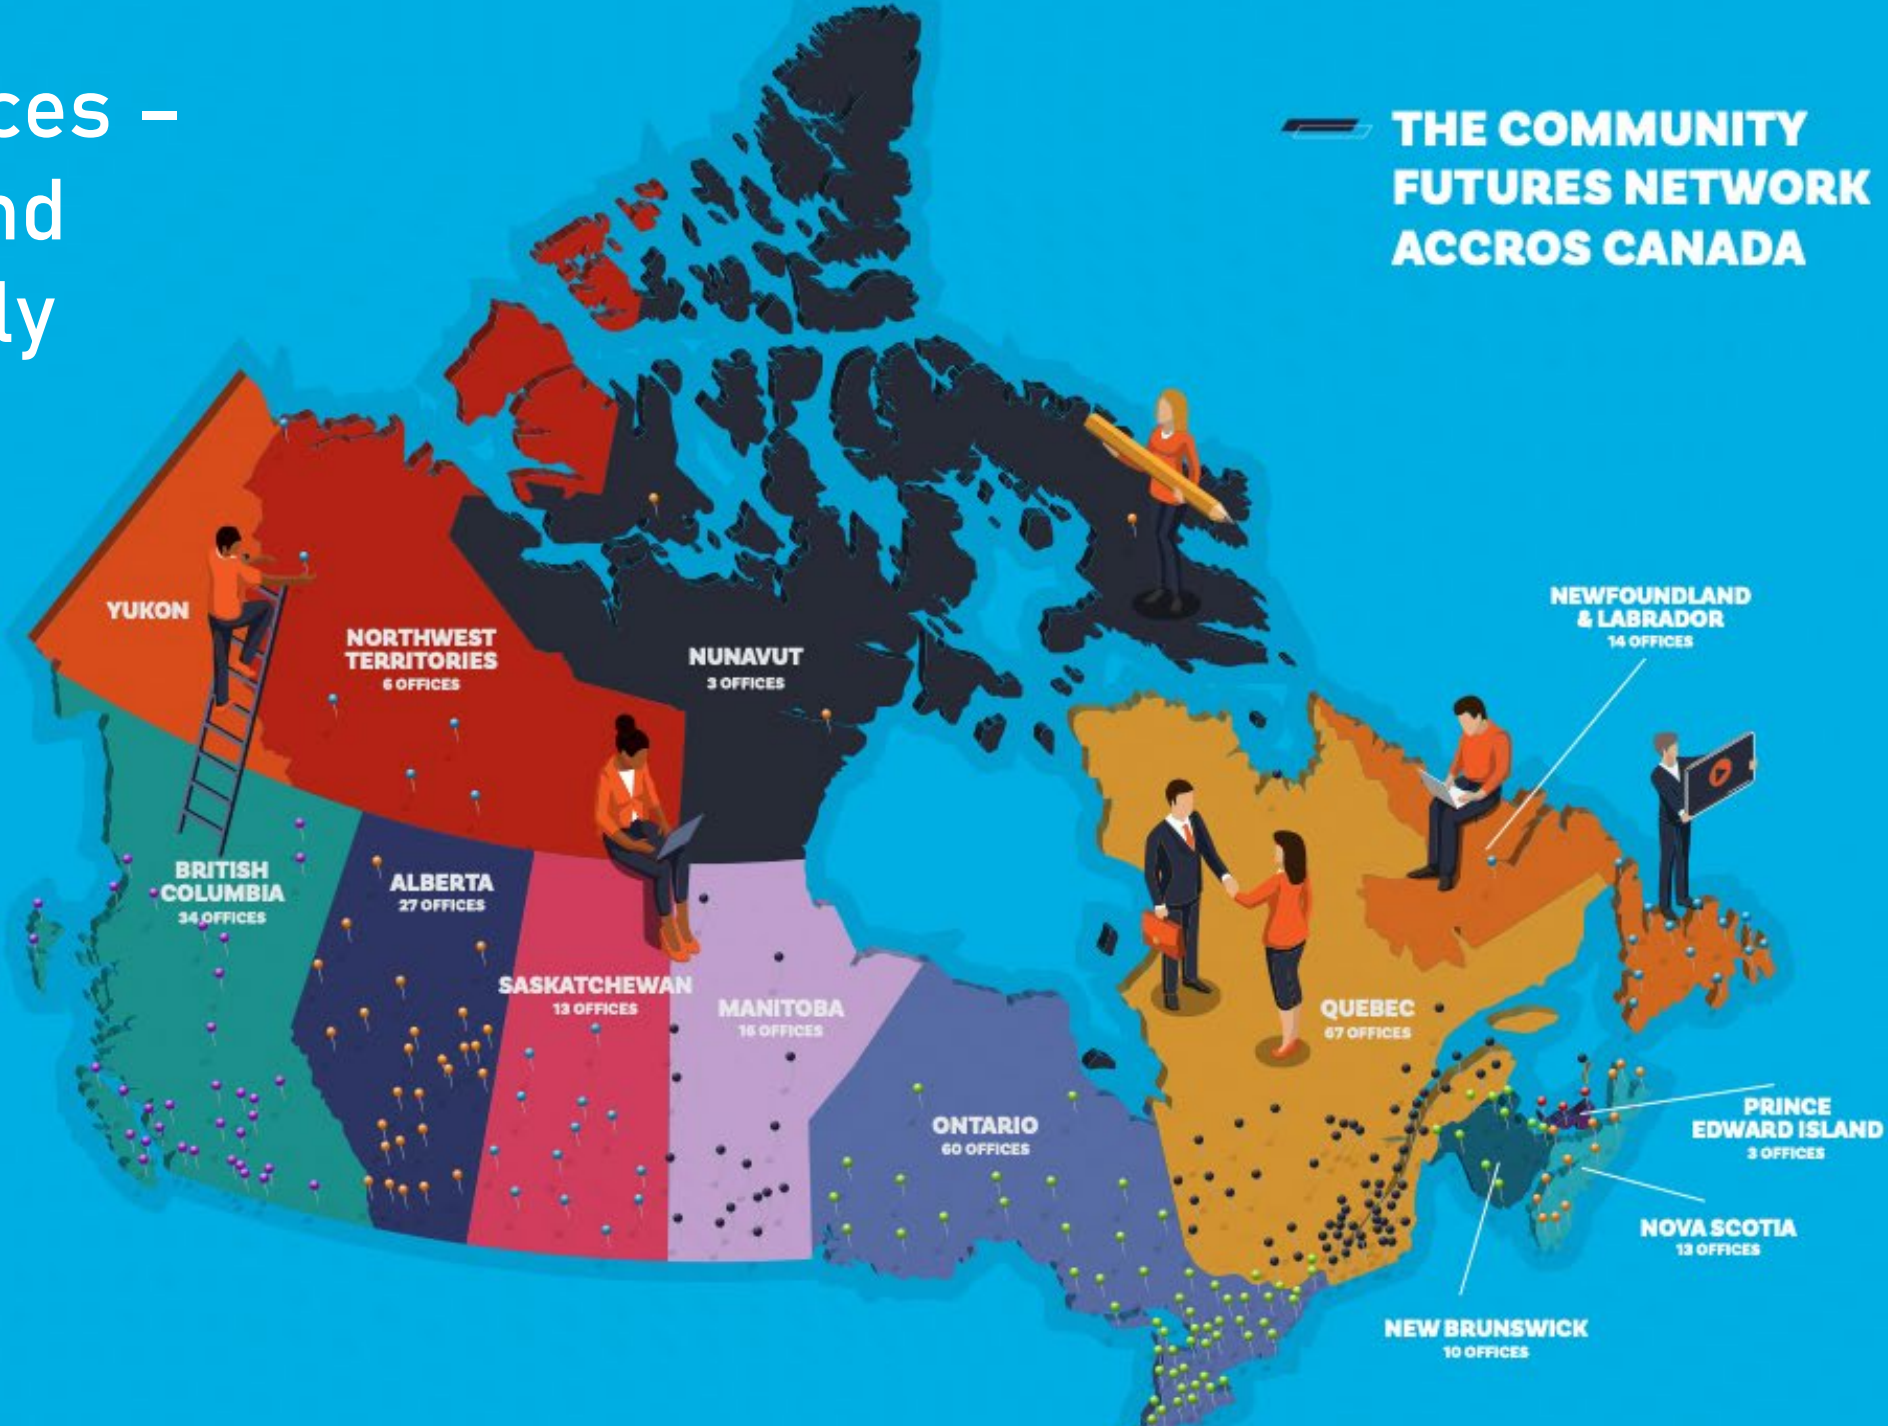 ces –
nd
ly
THE COMMUNITY
FUTURES NETWORK
ACCROS CANADA
YUKON
NORTHWEST
TERRITORIES
6 OFFICES
NUNAVUT
3 OFFICES
NEWFOUNDLAND
& LABRADOR
14 OFFICES
BRITISH
COLUMBIA
34 OFFICES
ALBERTA
27 OFFICES
SASKATCHEWAN
13 OFFICES
MANITOBA
16 OFFICES
ONTARIO
60 OFFICES
QUEBEC
67 OFFICES
PRINCE
EDWARD ISLAND
3 OFFICES
NOVA SCOTIA
13 OFFICES
NEW BRUNSWICK
10 OFFICES